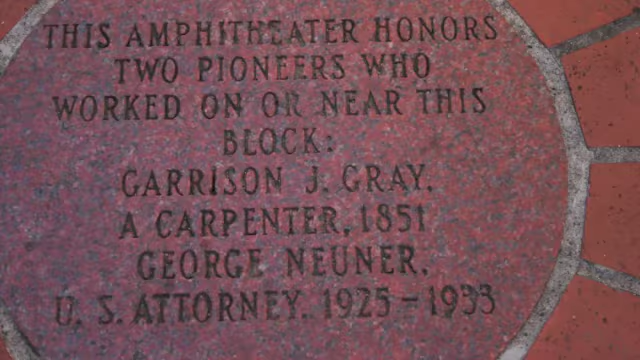 THIS AMPHITHEATER HONORS
TWO PIONEERS WHO
WORKED ON OR NEAR THIS
BLOCK:
GARRISON J. GRAY,
A CARPENTER, 1851
GEORGE NEUNER,
U. S. ATTORNEY. 1925-1933